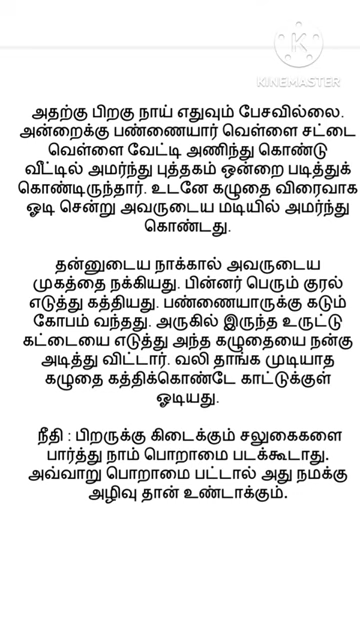 KINEMASTER
அதற்கு பிறகு நாய் எதுவும் பேசவில்லை.
அன்றைக்கு பண்ணையார் வெள்ளை சட்டை
வெள்ளை வேட்டி அணிந்து கொண்டு
வீட்டில் அமர்ந்து புத்தகம் ஒன்றை படித்துக்
கொண்டிருந்தார். உடனே கழுதை விரைவாக
ஓடி சென்று அவருடைய மடியில் அமர்ந்து
கொண்டது.
தன்னுடைய நாக்கால் அவருடைய
முகத்தை நக்கியது. பின்னர் பெரும் குரல்
எடுத்து கத்தியது. பண்ணையாருக்கு கடும்
கோபம் வந்தது. அருகில் இருந்த உருட்டு
கட்டையை எடுத்து அந்த கழுதையை நன்கு
அடித்து விட்டார். வலி தாங்க முடியாத
கழுதை கத்திக்கொண்டே காட்டுக்குள்
ஓடியது.
நீதி : பிறருக்கு கிடைக்கும் சலுகைகளை
பார்த்து நாம் பொறாமை படக்கூடாது.
அவ்வாறு பொறாமை பட்டால் அது நமக்கு
அழிவு தான் உண்டாக்கும்.